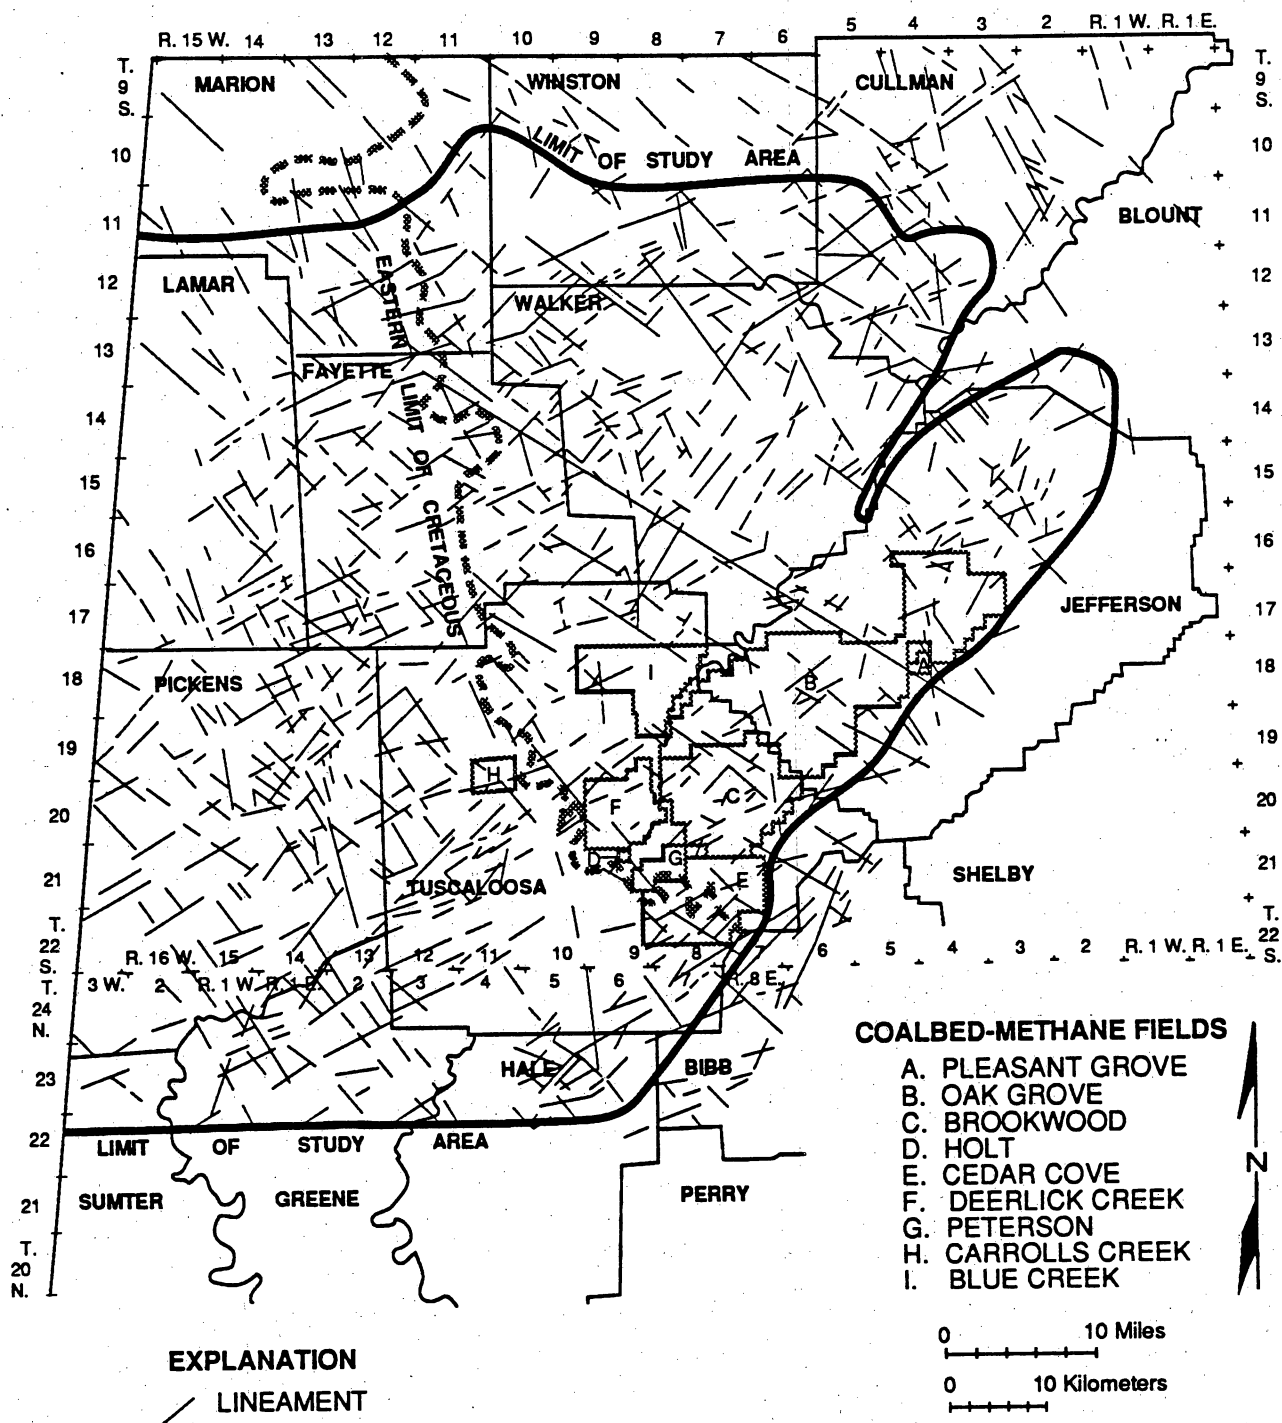 R. 15 W. 14 13 12 11 10 9 8 7 6 5 4 3 2 R. 1 W. R. 1 E.
T.
9
S.
10
11
12
13
14
15
16
17
18
19
20
21
T.
22
S.
T.
24
N.
23
22
21
T.
20
N.
T.
9
S.
10
11
12
13
14
15
16
17
18
19
20
21
T.
22
S.
MARION
WINSTON
CULLMAN
LIMIT OF STUDY AREA
BLOUNT
LAMAR
WALKER
FAYETTE
EASTERN LIMIT OR CRETACEOUS
JEFFERSON
PICKENS
TUSCALOOSA
SHELBY
A
B
C
D
E
F
G
H
I
R. 16 W. 15 14 13 12 11 10 9 8 7 6 5 4 3 2 R. 1 W. R. 1 E.
3 W. 2 R. 1 W. R. 1 E. 2 3 4 5 6 R. 8 E.
HALE
BIBB
LIMIT OF STUDY AREA
SUMTER
GREENE
PERRY
COALBED-METHANE FIELDS
A. PLEASANT GROVE
B. OAK GROVE
C. BROOKWOOD
D. HOLT
E. CEDAR COVE
F. DEERLICK CREEK
G. PETERSON
H. CARROLLS CREEK
I. BLUE CREEK
N
0 10 Miles
0 10 Kilometers
EXPLANATION
LINEAMENT